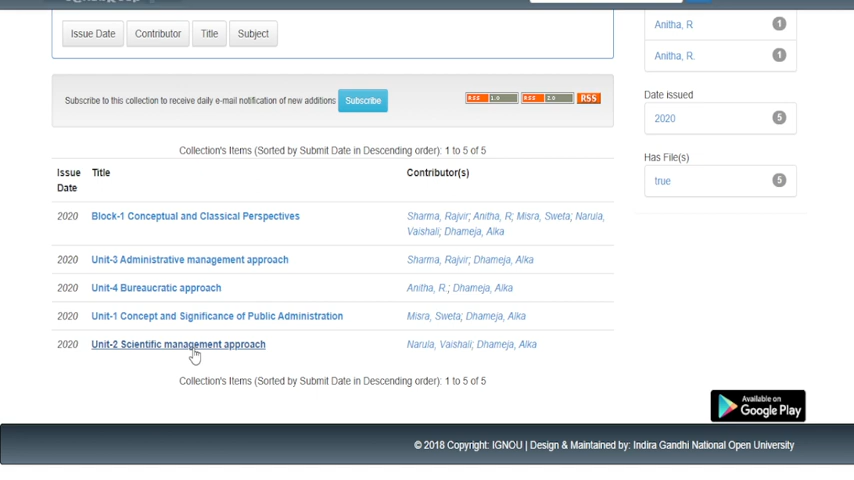 Issue Date Contributor Title Subject
Subscribe to this collection to receive daily e-mail notification of new additions Subscribe RSS 1.0 RSS 2.0 RSS
Collection's Items (Sorted by Submit Date in Descending order): 1 to 5 of 5
Issue Date Title Contributor(s)
2020 Block-1 Conceptual and Classical Perspectives Sharma, Rajvir; Anitha, R; Misra, Sweta; Narula,
Vaishali; Dhameja, Alka
2020 Unit-3 Administrative management approach Sharma, Rajvir; Dhameja, Alka
2020 Unit-4 Bureaucratic approach Anitha, R.; Dhameja, Alka
2020 Unit-1 Concept and Significance of Public Administration Misra, Sweta; Dhameja, Alka
2020 Unit-2 Scientific management approach Narula, Vaishali; Dhameja, Alka
Collection's Items (Sorted by Submit Date in Descending order): 1 to 5 of 5
Anitha, R 1
Anitha, R. 1
Date issued
2020 5
Has File(s)
true 5
Available on
Google Play
© 2018 Copyright: IGNOU | Design & Maintained by: Indira Gandhi National Open University